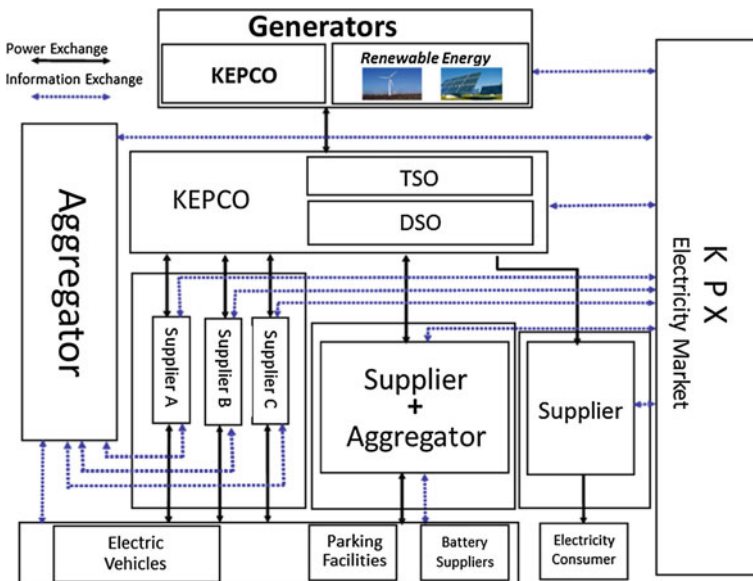 Generators
Power Exchange
KEPCO
Renewable Energy
Information Exchange
Aggregator
KEPCO
TSO
DSO
K PX
Electricity Market
Supplier A
Supplier B
Supplier C
Supplier
+
Aggregator
Supplier
Electric
Vehicles
Parking
Facilities
Battery
Suppliers
Electricity
Consumer